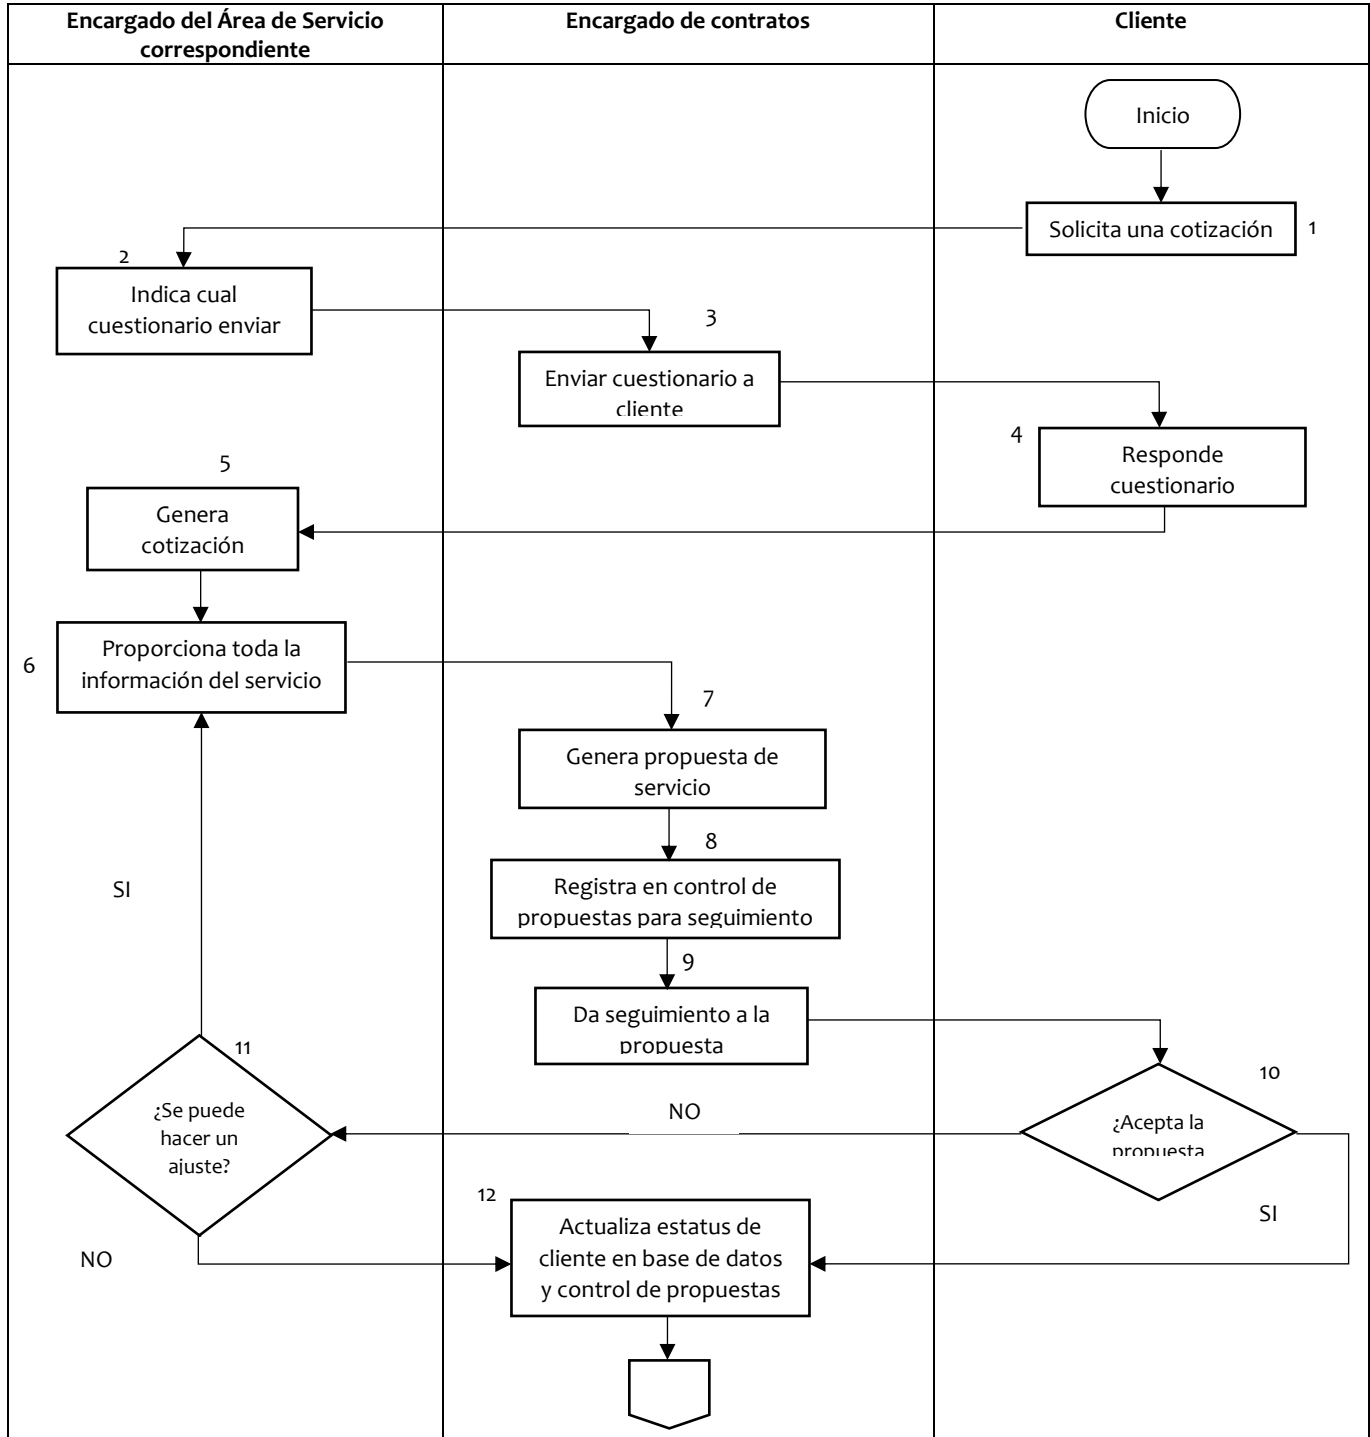 Encargado del Área de Servicio
correspondiente
Encargado de contratos
Cliente
Inicio
Solicita una cotización
1
2
Indica cual
cuestionario enviar
3
Enviar cuestionario a
cliente
4
Responde
cuestionario
5
Genera
cotización
6
Proporciona toda la
información del servicio
7
Genera propuesta de
servicio
8
Registra en control de
propuestas para seguimiento
9
Da seguimiento a la
propuesta
10
¿Acepta la
propuesta
SI
NO
11
¿Se puede
hacer un
ajuste?
SI
NO
12
Actualiza estatus de
cliente en base de datos
y control de propuestas